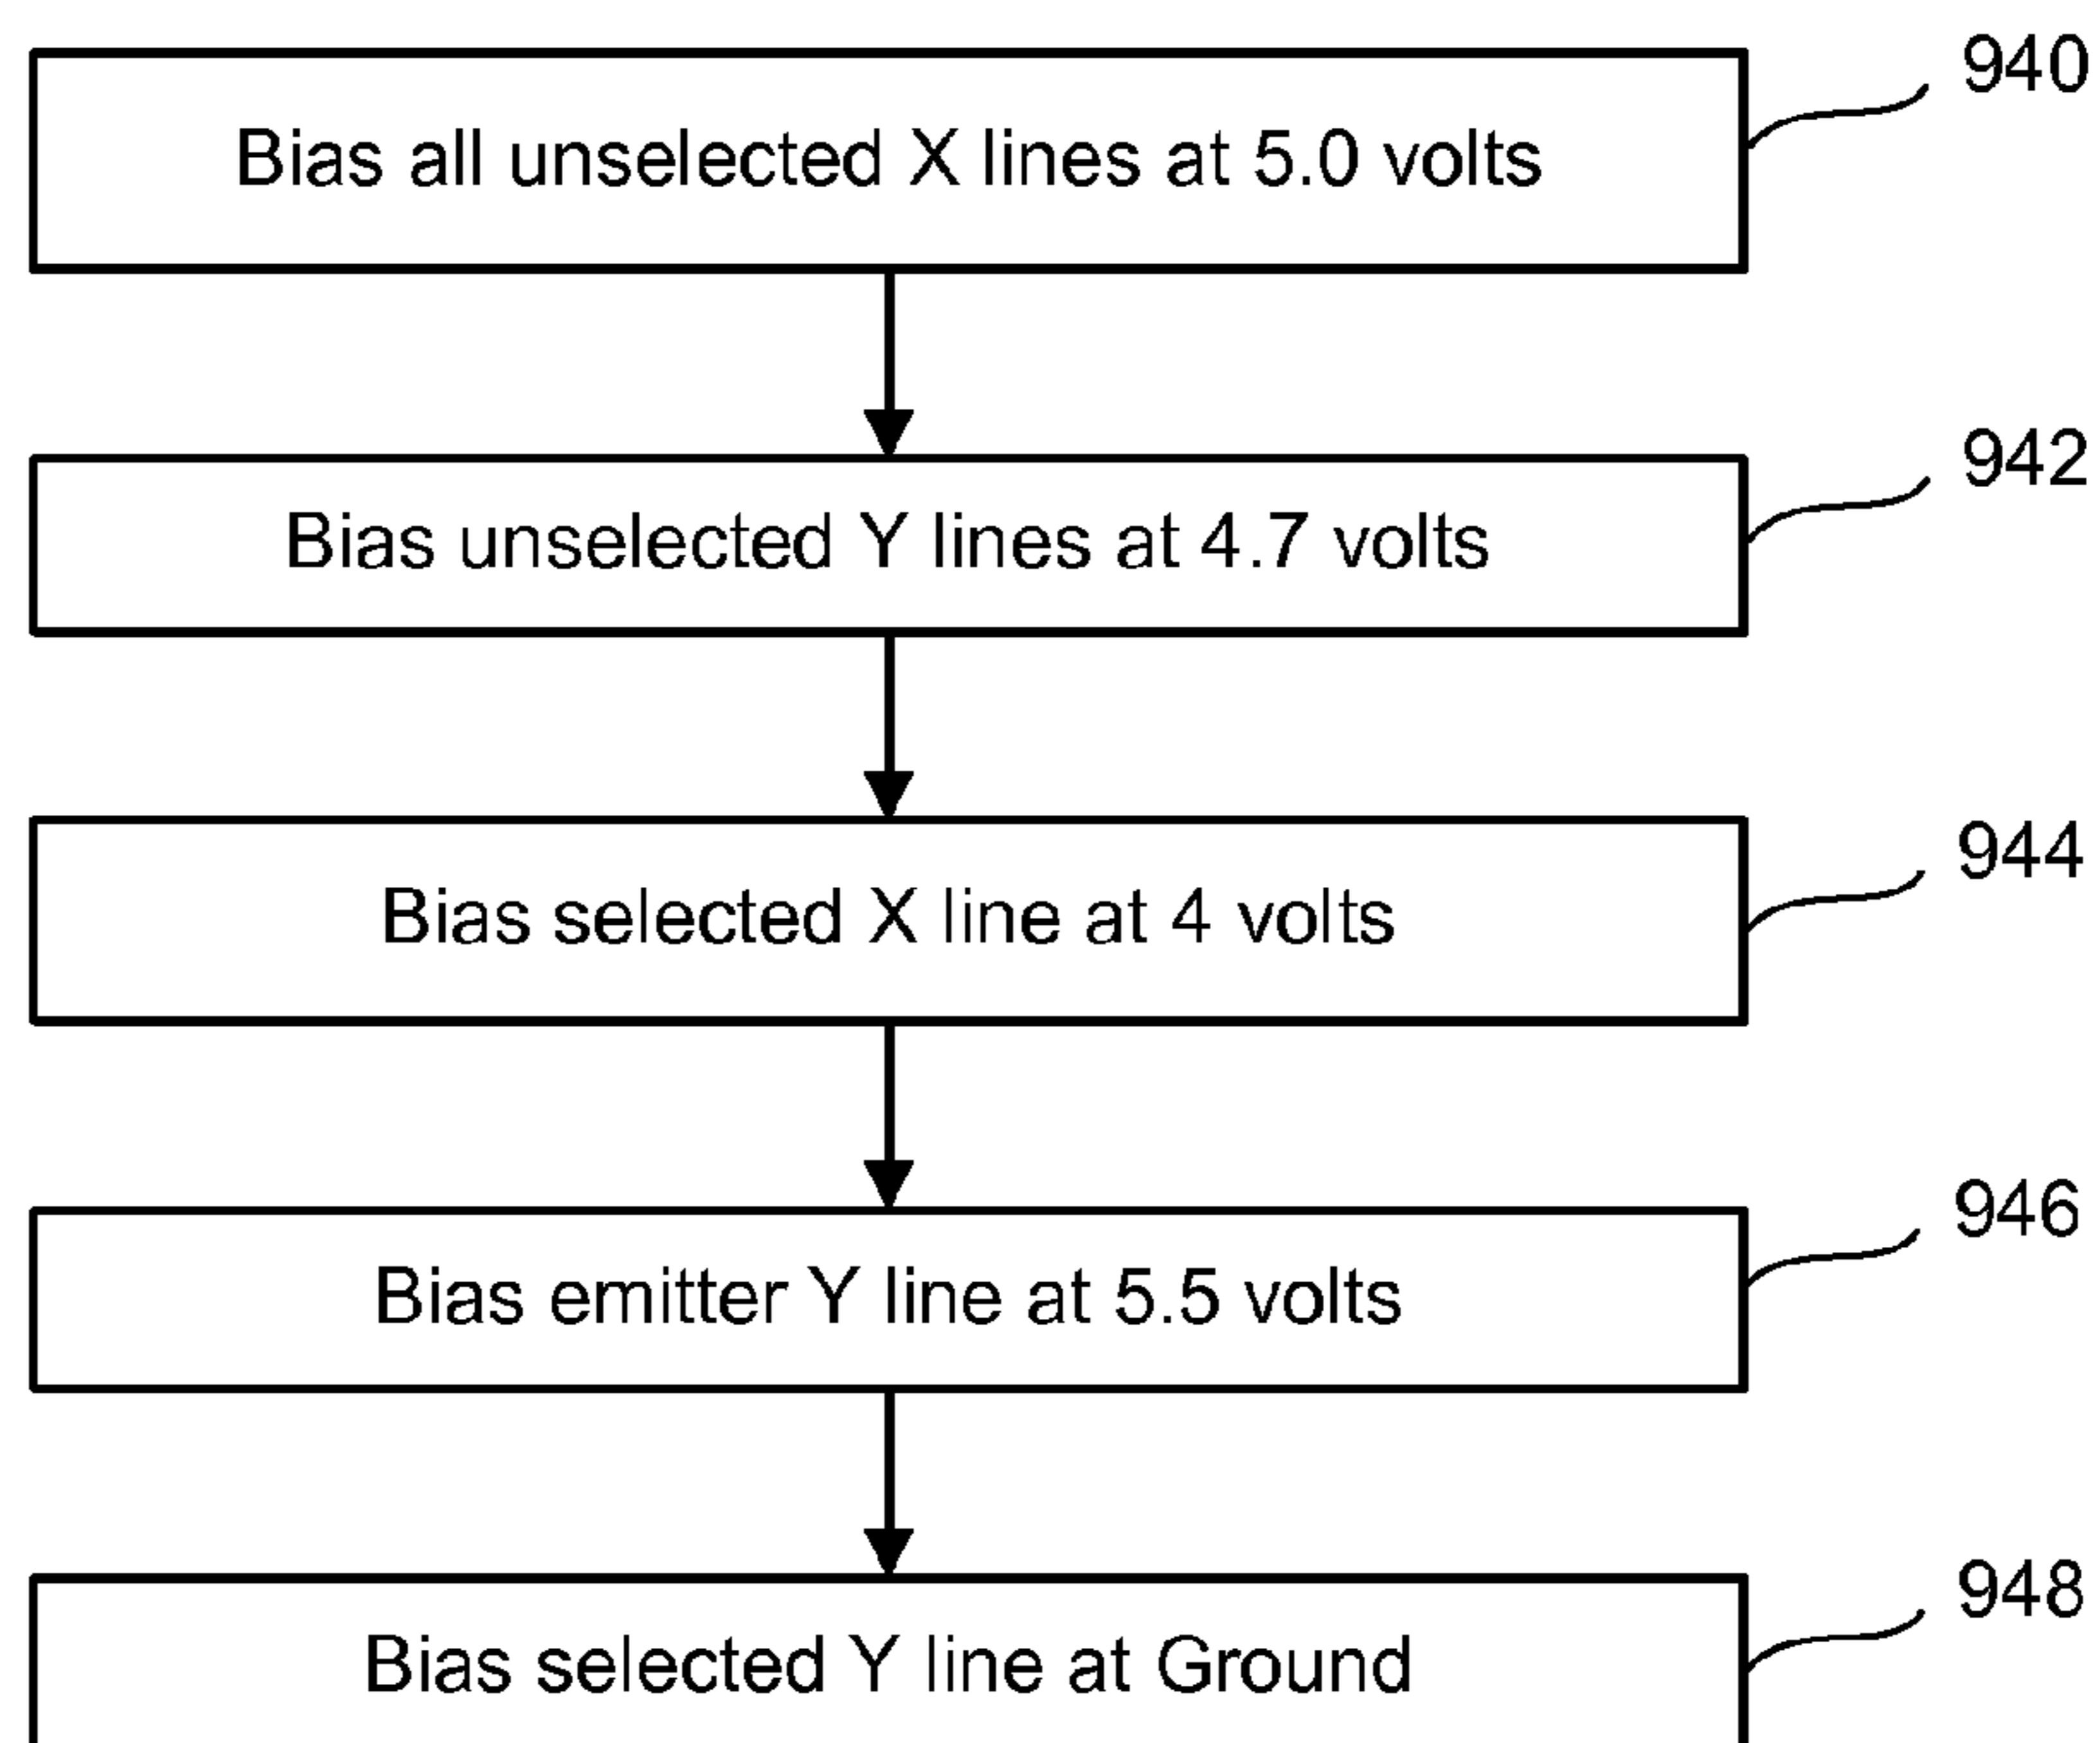 940
Bias all unselected X lines at 5.0 volts
942
Bias unselected Y lines at 4.7 volts
944
Bias selected X line at 4 volts
946
Bias emitter Y line at 5.5 volts
948
Bias selected Y line at Ground